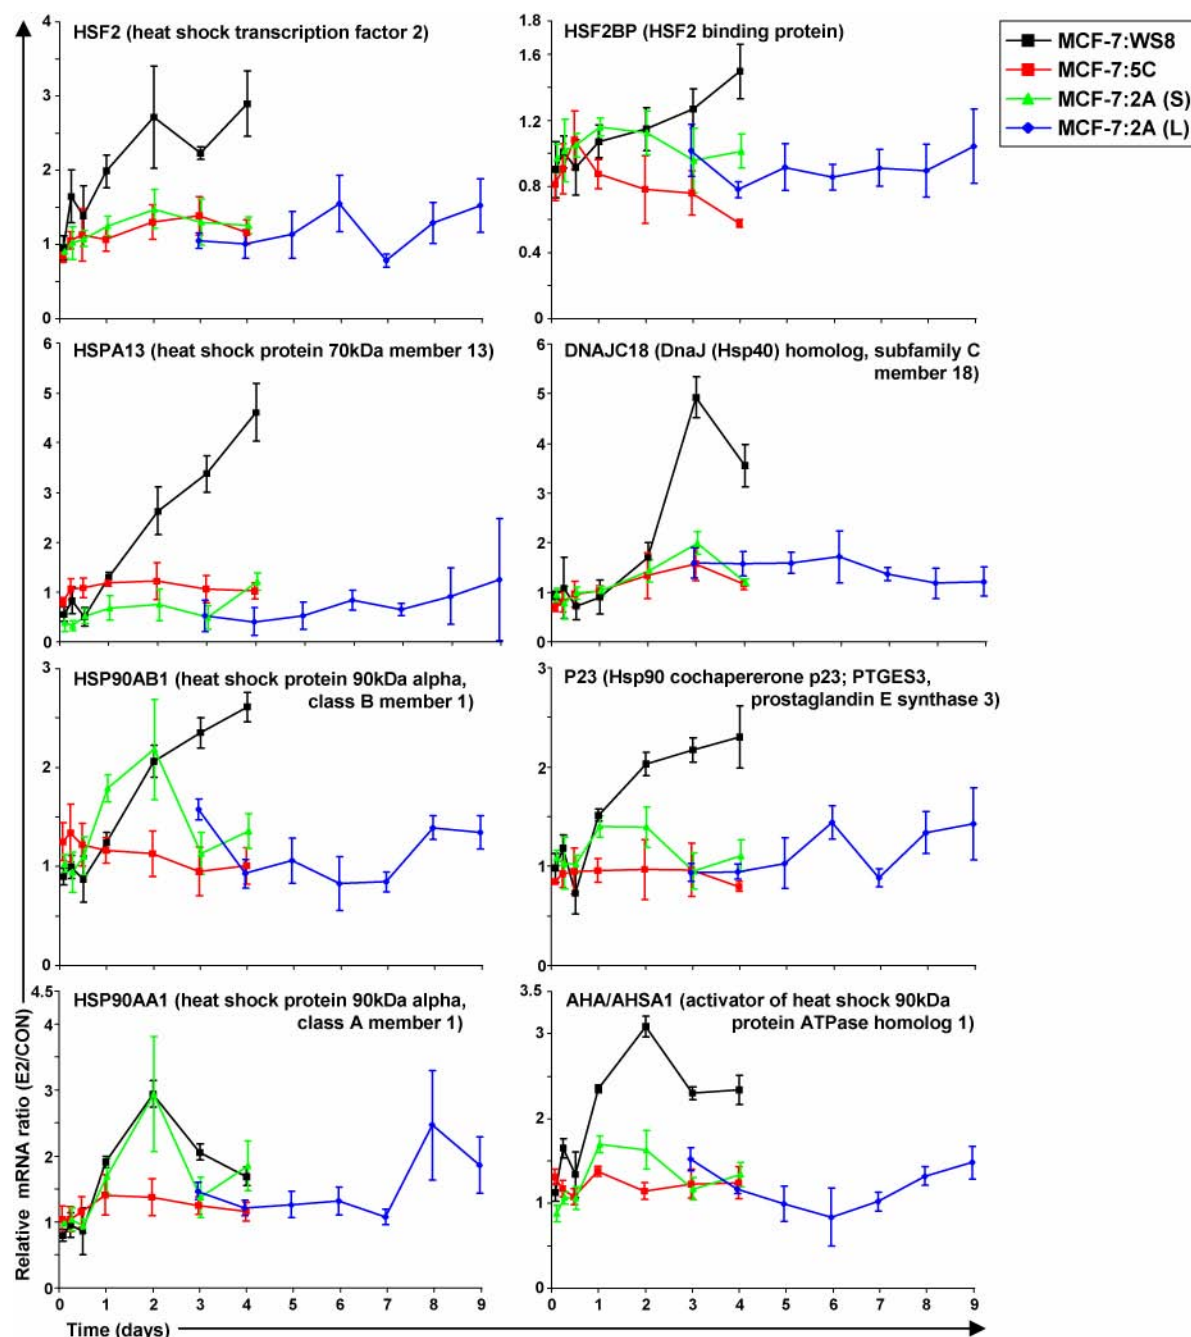 HSF2 (heat shock transcription factor 2)
4
3
2
1
0
HSF2BP (HSF2 binding protein)
1.8
1.6
1.2
0.8
0.4
0
MCF-7:WS8
MCF-7:5C
MCF-7:2A (S)
MCF-7:2A (L)
HSPA13 (heat shock protein 70kDa member 13)
6
5
4
3
2
1
0
DNAJC18 (DnaJ (Hsp40) homolog, subfamily C
member 18)
6
5
4
3
2
1
0
HSP90AB1 (heat shock protein 90kDa alpha,
class B member 1)
3
2
1
0
P23 (Hsp90 cochapererone p23; PTGES3,
prostaglandin E synthase 3)
3
2
1
0
HSP90AA1 (heat shock protein 90kDa alpha,
class A member 1)
4.5
4
3
2
1
0
0 1 2 3 4 5 6 7 8 9
AHA/AHSA1 (activator of heat shock 90kDa
protein ATPase homolog 1)
3.5
3
2
1
0
0 1 2 3 4 5 6 7 8 9
Relative mRNA ratio (E2/CON)
Time (days)